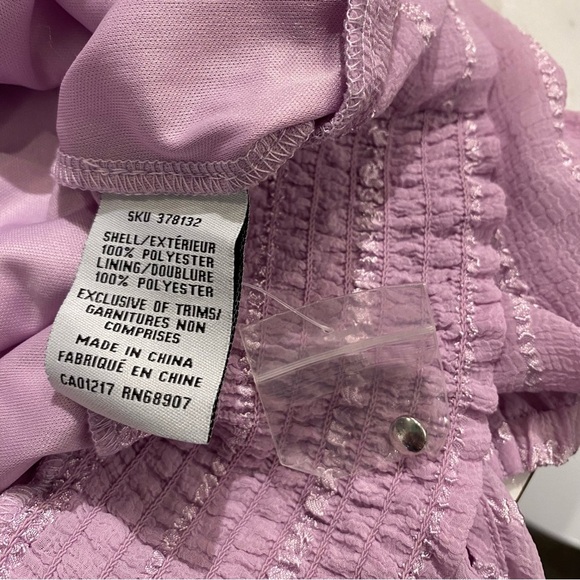 SKU 378132
SHELL/EXTÉRIEUR
100% POLYESTER
LINING/DOUBLURE
100% POLYESTER
EXCLUSIVE OF TRIMS/
GARNITURES NON
COMPRISES
MADE IN CHINA
FABRIQUÉ EN CHINE
CA01217 RN68907